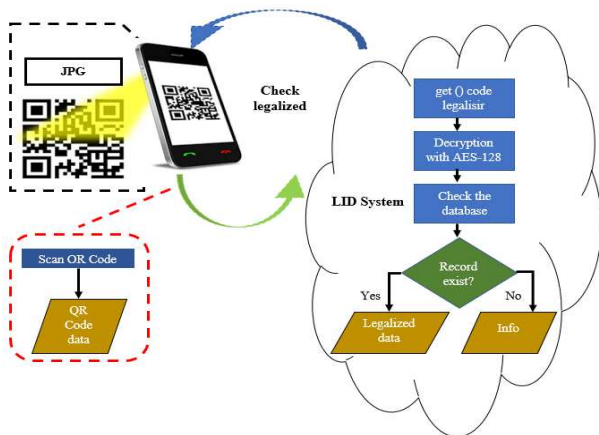 JPG
Check
legalized
Scan OR Code
QR
Code
data
LID System
get () code
legalisir
Decryption
with AES-128
Check the
database
Record
exist?
Yes
No
Legalized
data
Info